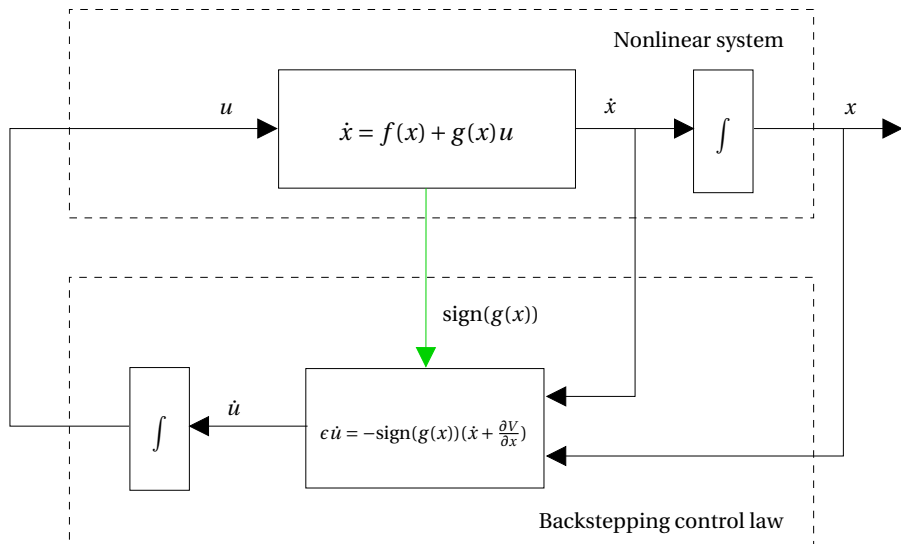 Nonlinear system
u
ẋ = f(x) + g(x)u
ẋ
∫
x
sign(g(x))
∫
u̇
ϵu̇ = −sign(g(x))(ẋ + ∂V/∂x)
Backstepping control law